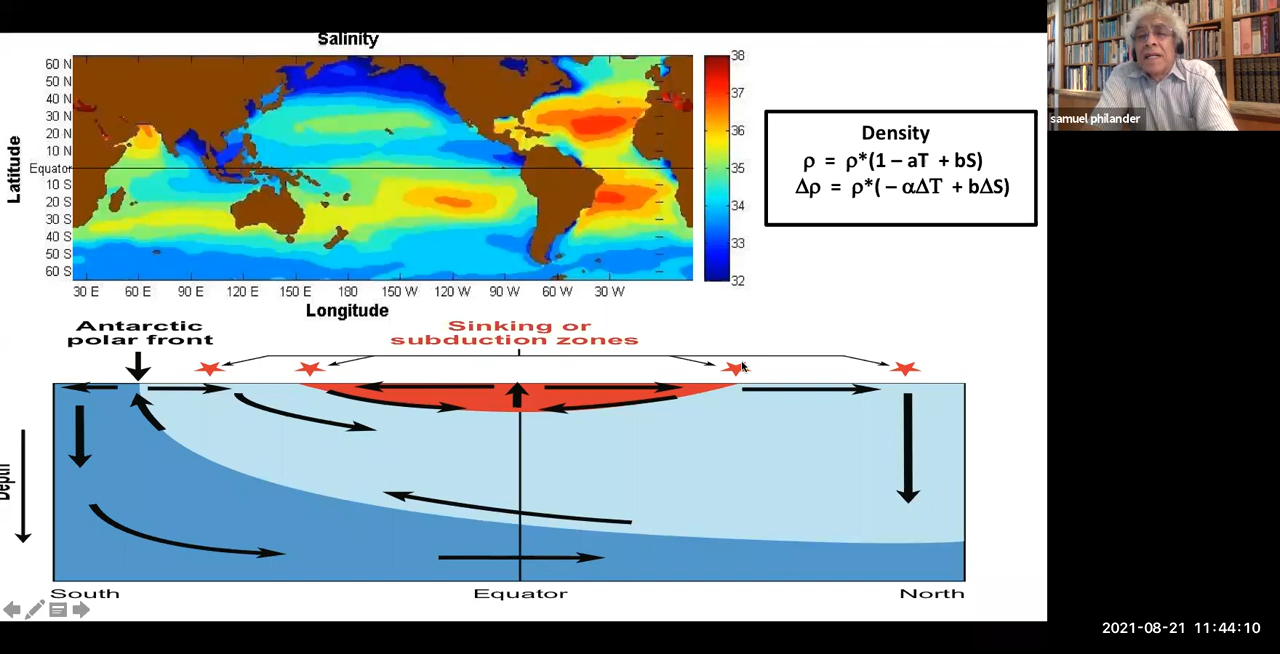 Salinity
60 N
50 N
40 N
30 N
20 N
10 N
Equator
10 S
20 S
30 S
40 S
50 S
60 S
Latitude
30 E
60 E
90 E
120 E
150 E
180
150 W
120 W
90 W
60 W
30 W
Longitude
38
37
36
35
34
33
32
Density
ρ = ρ*(1 – aT + bS)
Δρ = ρ*( – αΔT + bΔS)
samuel philander
Antarctic
polar front
Sinking or
subduction zones
Depth
South
Equator
North
2021-08-21 11:44:10